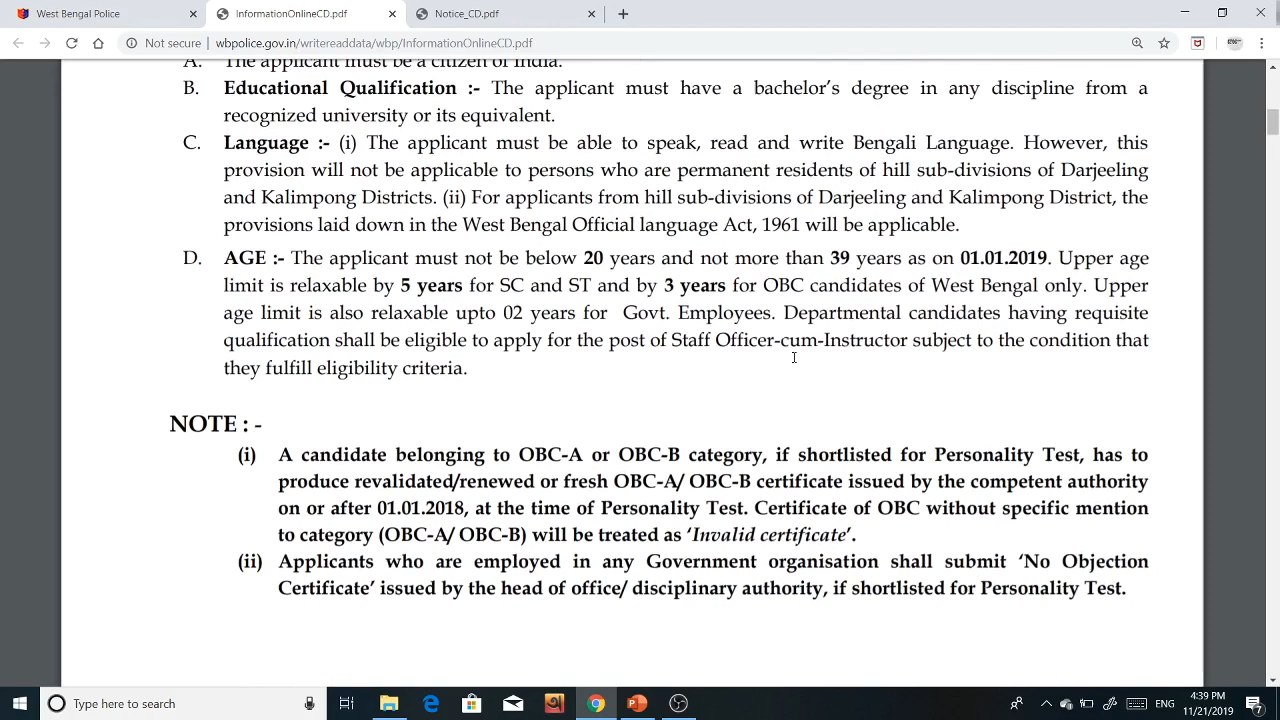 West Bengal Police
InformationOnlineCD.pdf
Notice_CD.pdf
Not secure
wbpolice.gov.in/writereaddata/wbp/InformationOnlineCD.pdf
A. The applicant must be a citizen of India.
B. Educational Qualification :- The applicant must have a bachelor's degree in any discipline from a
recognized university or its equivalent.
C. Language :- (i) The applicant must be able to speak, read and write Bengali Language. However, this
provision will not be applicable to persons who are permanent residents of hill sub-divisions of Darjeeling
and Kalimpong Districts. (ii) For applicants from hill sub-divisions of Darjeeling and Kalimpong District, the
provisions laid down in the West Bengal Official language Act, 1961 will be applicable.
D. AGE :- The applicant must not be below 20 years and not more than 39 years as on 01.01.2019. Upper age
limit is relaxable by 5 years for SC and ST and by 3 years for OBC candidates of West Bengal only. Upper
age limit is also relaxable upto 02 years for Govt. Employees. Departmental candidates having requisite
qualification shall be eligible to apply for the post of Staff Officer-cum-Instructor subject to the condition that
they fulfill eligibility criteria.
NOTE : -
(i) A candidate belonging to OBC-A or OBC-B category, if shortlisted for Personality Test, has to
produce revalidated/renewed or fresh OBC-A/ OBC-B certificate issued by the competent authority
on or after 01.01.2018, at the time of Personality Test. Certificate of OBC without specific mention
to category (OBC-A/ OBC-B) will be treated as 'Invalid certificate'.
(ii) Applicants who are employed in any Government organisation shall submit 'No Objection
Certificate' issued by the head of office/ disciplinary authority, if shortlisted for Personality Test.
Type here to search
ENG
4:39 PM
11/21/2019
7